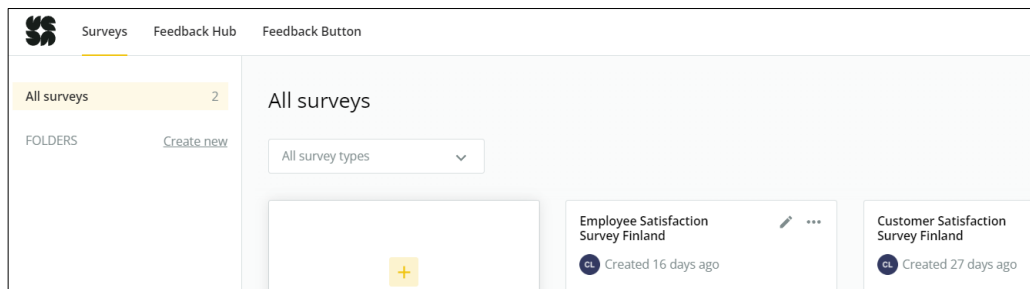 Surveys Feedback Hub Feedback Button
All surveys 2
FOLDERS Create new
All surveys
All survey types
Employee Satisfaction
Survey Finland
CL Created 16 days ago
Customer Satisfaction
Survey Finland
CL Created 27 days ago